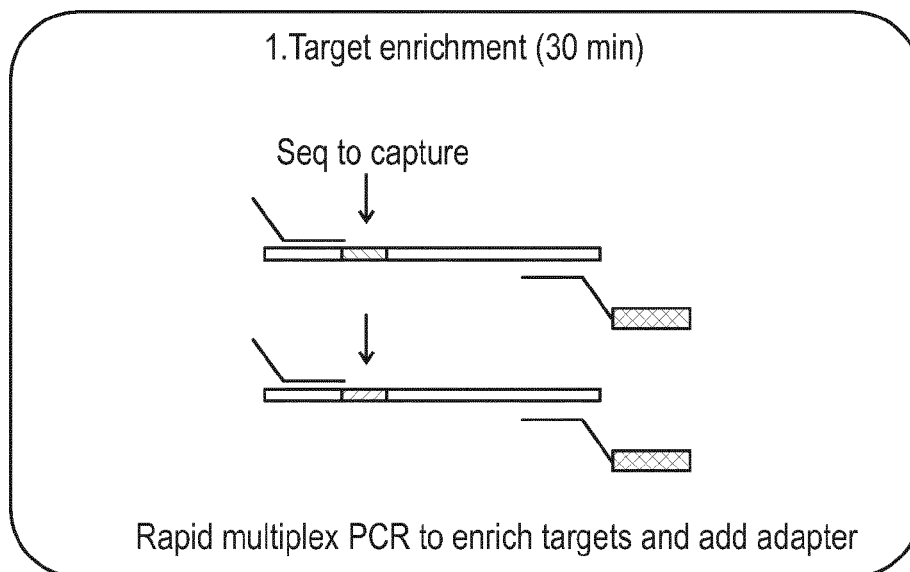 1.Target enrichment (30 min)
Seq to capture
Rapid multiplex PCR to enrich targets and add adapter